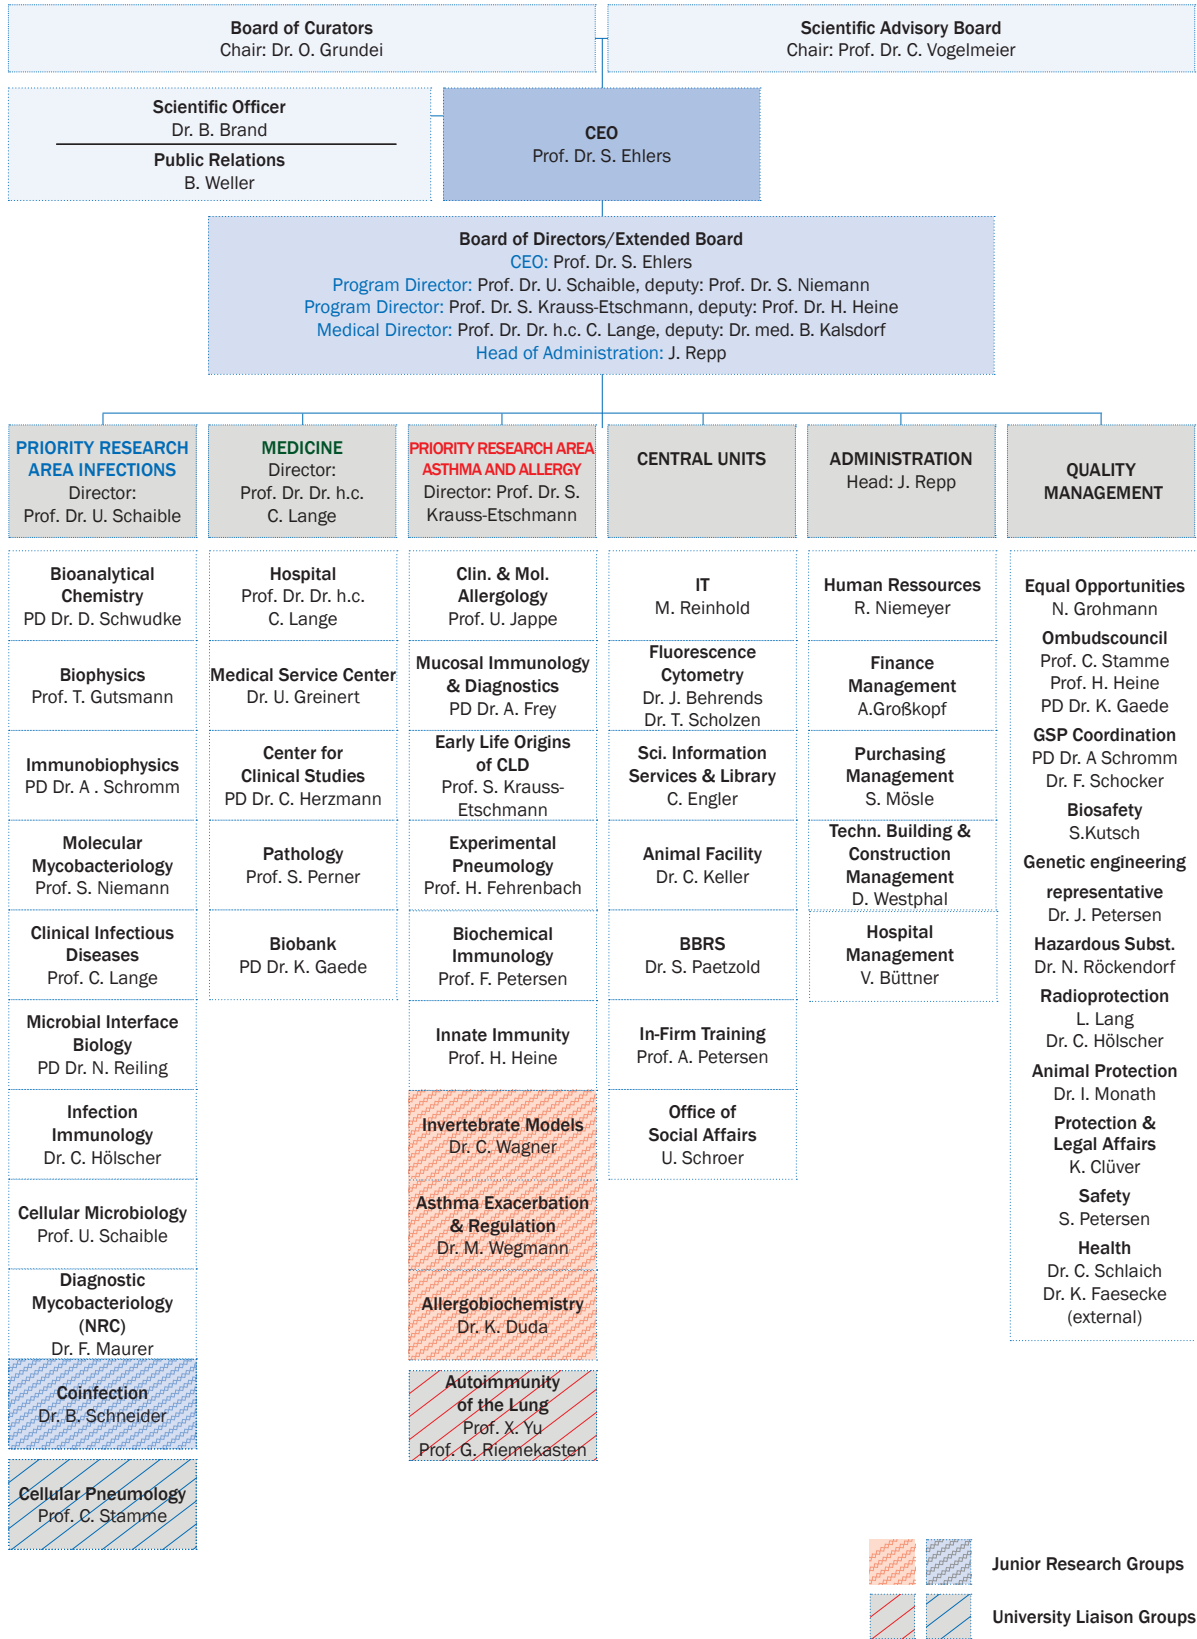 Board of Curators
Chair: Dr. O. Grundei
Scientific Advisory Board
Chair: Prof. Dr. C. Vogelmeier
Scientific Officer
Dr. B. Brand
Public Relations
B. Weller
CEO
Prof. Dr. S. Ehlers
Board of Directors/Extended Board
CEO: Prof. Dr. S. Ehlers
Program Director: Prof. Dr. U. Schaible, deputy: Prof. Dr. S. Niemann
Program Director: Prof. Dr. S. Krauss-Etschmann, deputy: Prof. Dr. H. Heine
Medical Director: Prof. Dr. Dr. h.c. C. Lange, deputy: Dr. med. B. Kalsdorf
Head of Administration: J. Repp
PRIORITY RESEARCH
AREA INFECTIONS
Director:
Prof. Dr. U. Schaible
Bioanalytical
Chemistry
PD Dr. D. Schwudke
Biophysics
Prof. T. Gutsmann
Immunobiophysics
PD Dr. A . Schromm
Molecular
Mycobacteriology
Prof. S. Niemann
Clinical Infectious
Diseases
Prof. C. Lange
Microbial Interface
Biology
PD Dr. N. Reiling
Infection
Immunology
Dr. C. Hölscher
Cellular Microbiology
Prof. U. Schaible
Diagnostic
Mycobacteriology
(NRC)
Dr. F. Maurer
Coinfection
Dr. B. Schneider
Cellular Pneumology
Prof. C. Stamme
MEDICINE
Director:
Prof. Dr. Dr. h.c.
C. Lange
Hospital
Prof. Dr. Dr. h.c.
C. Lange
Medical Service Center
Dr. U. Greinert
Center for
Clinical Studies
PD Dr. C. Herzmann
Pathology
Prof. S. Perner
Biobank
PD Dr. K. Gaede
PRIORITY RESEARCH AREA
ASTHMA AND ALLERGY
Director: Prof. Dr. S.
Krauss-Etschmann
Clin. & Mol.
Allergology
Prof. U. Jappe
Mucosal Immunology
& Diagnostics
PD Dr. A. Frey
Early Life Origins
of CLD
Prof. S. Krauss-
Etschmann
Experimental
Pneumology
Prof. H. Fehrenbach
Biochemical
Immunology
Prof. F. Petersen
Innate Immunity
Prof. H. Heine
Invertebrate Models
Dr. C. Wagner
Asthma Exacerbation
& Regulation
Dr. M. Wegmann
Allergobiochemistry
Dr. K. Duda
Autoimmunity
of the Lung
Prof. X. Yu
Prof. G. Riemekasten
CENTRAL UNITS
IT
M. Reinhold
Fluorescence
Cytometry
Dr. J. Behrends
Dr. T. Scholzen
Sci. Information
Services & Library
C. Engler
Animal Facility
Dr. C. Keller
BBRS
Dr. S. Paetzold
In-Firm Training
Prof. A. Petersen
Office of
Social Affairs
U. Schroer
ADMINISTRATION
Head: J. Repp
Human Ressources
R. Niemeyer
Finance
Management
A.Großkopf
Purchasing
Management
S. Mösle
Techn. Building &
Construction
Management
D. Westphal
Hospital
Management
V. Büttner
QUALITY
MANAGEMENT
Equal Opportunities
N. Grohmann
Ombudscouncil
Prof. C. Stamme
Prof. H. Heine
PD Dr. K. Gaede
GSP Coordination
PD Dr. A Schromm
Dr. F. Schocker
Biosafety
S.Kutsch
Genetic engineering
representative
Dr. J. Petersen
Hazardous Subst.
Dr. N. Röckendorf
Radioprotection
L. Lang
Dr. C. Hölscher
Animal Protection
Dr. I. Monath
Protection &
Legal Affairs
K. Clüver
Safety
S. Petersen
Health
Dr. C. Schlaich
Dr. K. Faesecke
(external)
Junior Research Groups
University Liaison Groups